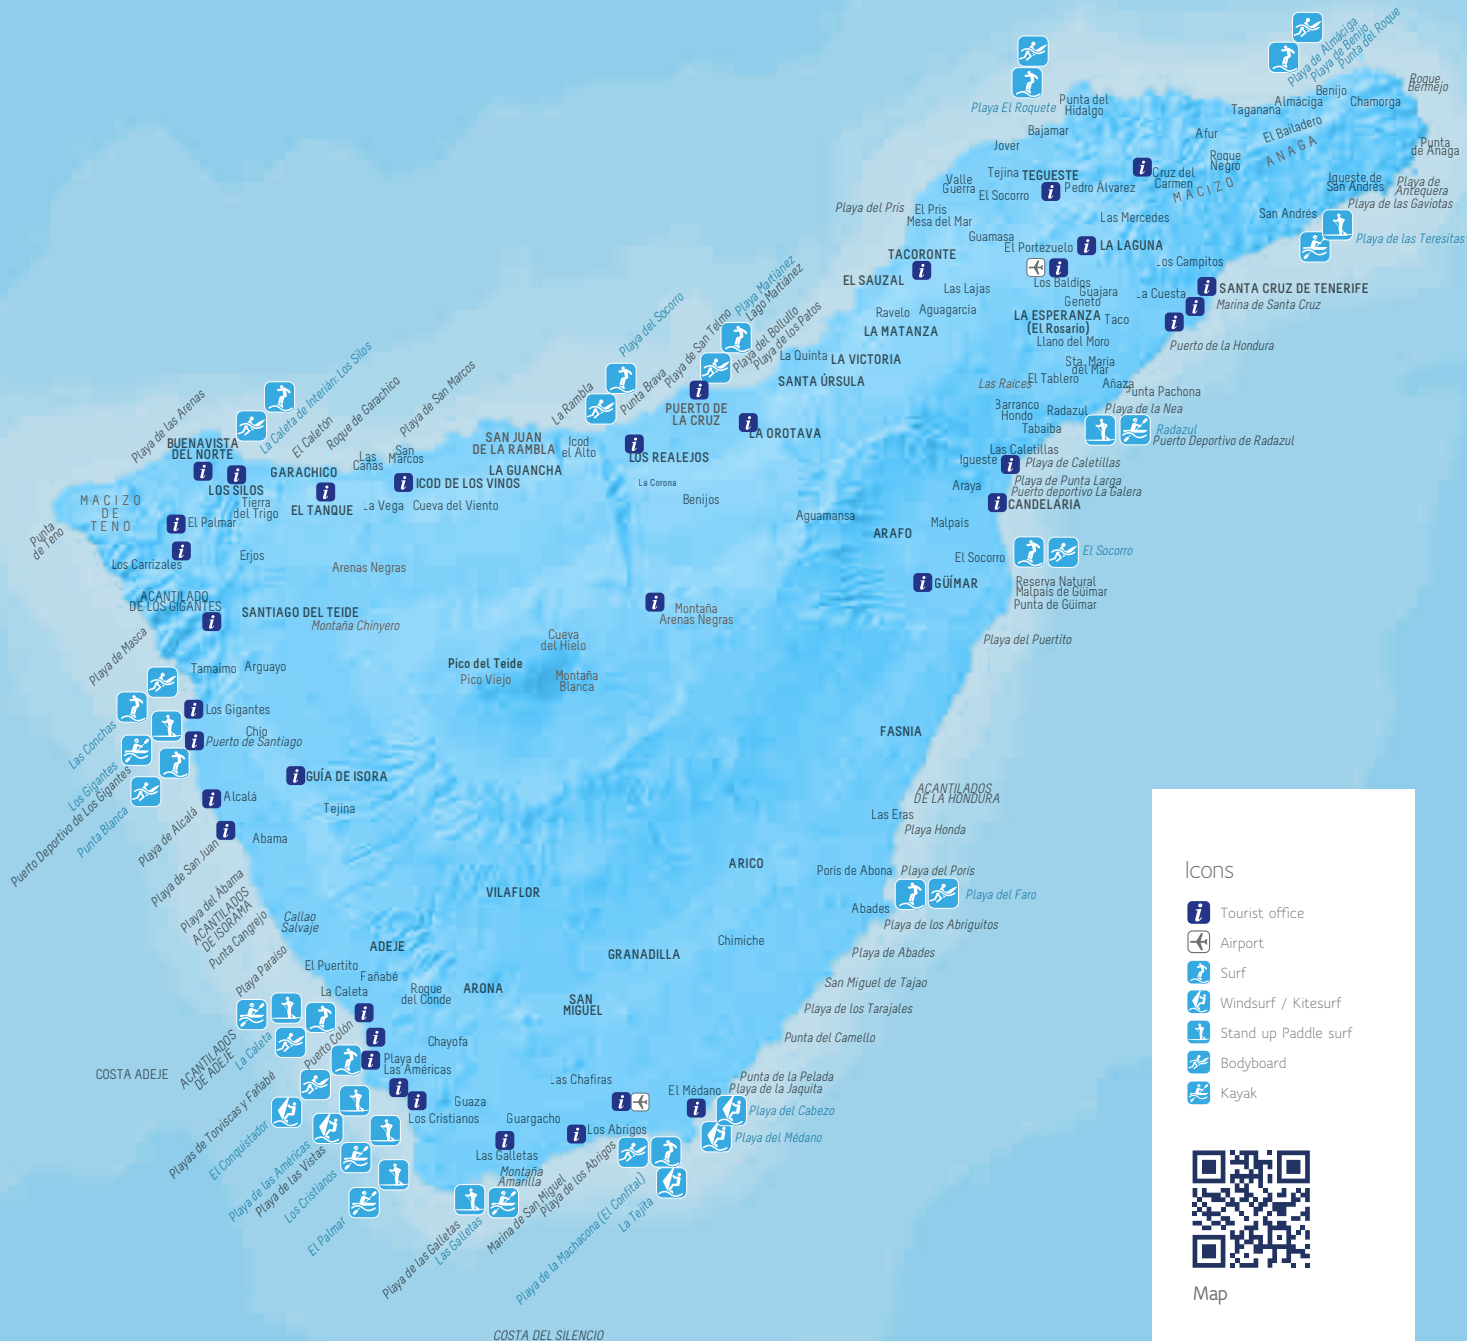 Playa de Almáciga
Playa de Benijo
Punta del Roque
Roque
Bermejo
Benijo
Almáciga
Chamorga
Taganana
El Bailadero
Punta
de Anaga
Afur
MACIZO
ANAGA
Roque
Negro
Igueste de
San Andrés
Playa de
Antequera
Playa de las Gaviotas
San Andrés
Playa de las Teresitas
Playa El Roquete
Punta del
Hidalgo
Bajamar
Jover
Tejina
TEGUESTE
Valle
Guerra
El Socorro
Pedro Álvarez
Cruz del
Carmen
Las Mercedes
Playa del Pris
El Pris
Mesa del Mar
Guamasa
El Portezuelo
LA LAGUNA
Los Campitos
TACORONTE
EL SAUZAL
Las Lajas
Los Baldíos
Guajara
Geneto
La Cuesta
SANTA CRUZ DE TENERIFE
Marina de Santa Cruz
Ravelo
Aguagarcía
LA ESPERANZA
(El Rosario)
Taco
Llano del Moro
Puerto de la Hondura
LA MATANZA
La Quinta
LA VICTORIA
SANTA ÚRSULA
Sta. María
del Mar
El Tablero
Las Raíces
Añaza
Punta Pachona
Barranco
Hondo
Radazul
Playa de la Nea
Tabaiba
Radazul
Puerto Deportivo de Radazul
Las Caletillas
Igueste
Playa de Caletillas
Araya
Playa de Punta Larga
Puerto deportivo La Galera
CANDELARIA
Malpaís
ARAFO
Aguamansa
El Socorro
El Socorro
GÜÍMAR
Reserva Natural
Malpaís de Güímar
Punta de Güímar
Playa del Puertito
Playa del Socorro
Playa Martiánez
Lago Martiánez
Playa de San Telmo
Playa del Bollullo
Playa de los Patos
Punta Brava
La Rambla
PUERTO DE
LA CRUZ
LA OROTAVA
LOS REALEJOS
La Corona
Benijos
SAN JUAN
DE LA RAMBLA
Icod
el Alto
LA GUANCHA
Playa de las Arenas
La Caleta de Interián: Los Silos
El Caletón
Roque de Garachico
Playa de San Marcos
BUENAVISTA
DEL NORTE
GARACHICO
Las
Cañas
San
Marcos
ICOD DE LOS VINOS
LOS SILOS
Tierra
del Trigo
EL TANQUE
La Vega
Cueva del Viento
MACIZO
DE
TENO
Punta
de Teno
El Palmar
Los Carrizales
Erjos
Arenas Negras
ACANTILADO
DE LOS GIGANTES
SANTIAGO DEL TEIDE
Montaña Chinyero
Montaña
Arenas Negras
Cueva
del Hielo
Pico del Teide
Pico Viejo
Montaña
Blanca
Playa de Masca
Tamaimo
Arguayo
Los Gigantes
Chío
Puerto de Santiago
Las Conchas
Los Gigantes
Puerto Deportivo de Los Gigantes
Punta Blanca
GUÍA DE ISORA
Alcalá
Tejina
Playa de Alcalá
Playa de San Juan
Abama
FASNIA
ACANTILADOS
DE LA HONDURA
Las Eras
Playa Honda
ARICO
Porís de Abona
Playa del Porís
Playa del Faro
Abades
Playa de los Abriguitos
VILAFLOR
Playa del Abama
ACANTILADOS
DE ISORAMA
Punta Cangrejo
Callao
Salvaje
Chimiche
Playa de Abades
ADEJE
GRANADILLA
Playa Paraíso
El Puertito
Fañabé
San Miguel de Tajao
La Caleta
Roque
del Conde
ARONA
SAN
MIGUEL
Playa de los Tarajales
Punta del Camello
ACANTILADOS
DE ADEJE
La Caleta
Puerto Colón
Chayofa
Playa de
Las Américas
COSTA ADEJE
Las Chafiras
El Médano
Punta de la Pelada
Playa de la Jaquita
Playas de Torviscas y Fañabé
Guaza
Los Cristianos
Guargacho
Los Abrigos
Playa del Cabezo
Playa del Médano
El Conquistador
Playa de las Américas
Playa de las Vistas
Los Cristianos
El Palmar
Las Galletas
Montaña
Amarilla
Playa de las Galletas
Las Galletas
Marina de San Miguel
Playa de los Abrigos
Playa de la Machacona (El Confital)
La Tejita
COSTA DEL SILENCIO
Icons
Tourist office
Airport
Surf
Windsurf / Kitesurf
Stand up Paddle surf
Bodyboard
Kayak
Map